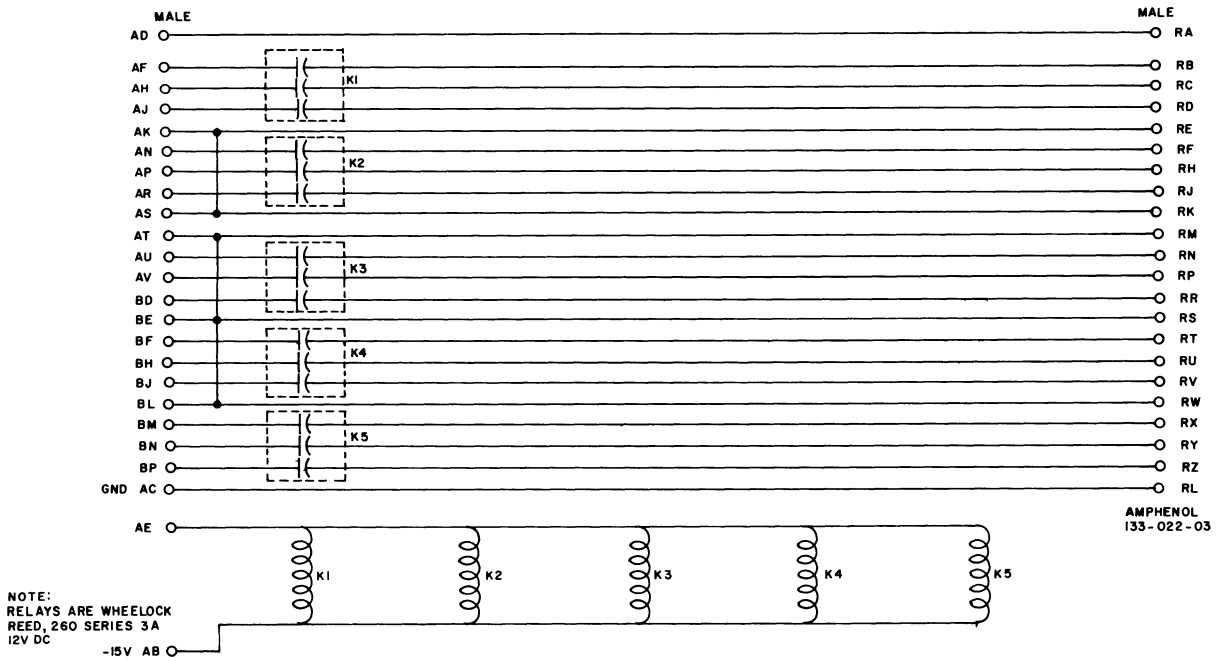 MALE MALE
AD RA
AF RB
K1
AH RC
AJ RD
AK RE
AN RF
K2
AP RH
AR RJ
AS RK
AT RM
AU RN
K3
AV RP
BD RR
BE RS
BF RT
K4
BH RU
BJ RV
BL RW
BM RX
K5
BN RY
BP RZ
GND AC RL
AMPHENOL
133-022-03
AE
K1 K2 K3 K4 K5
NOTE:
RELAYS ARE WHEELOCK
REED, 260 SERIES 3A
12V DC
-15V AB